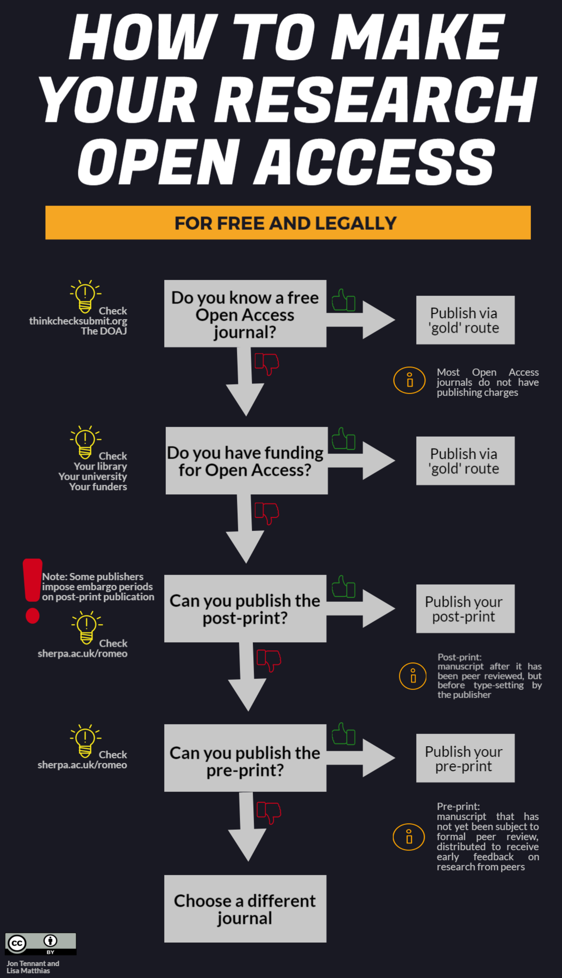 HOW TO MAKE
YOUR RESEARCH
OPEN ACCESS
FOR FREE AND LEGALLY
Check
thinkchecksubmit.org
The DOAJ
Do you know a free
Open Access
journal?
Publish via
'gold' route
Most Open Access
journals do not have
publishing charges
Check
Your library
Your university
Your funders
Do you have funding
for Open Access?
Publish via
'gold' route
Note: Some publishers
impose embargo periods
on post-print publication
Check
sherpa.ac.uk/romeo
Can you publish the
post-print?
Publish your
post-print
Post-print:
manuscript after it has
been peer reviewed, but
before type-setting by
the publisher
Check
sherpa.ac.uk/romeo
Can you publish the
pre-print?
Publish your
pre-print
Pre-print:
manuscript that has
not yet been subject to
formal peer review,
distributed to receive
early feedback on
research from peers
Choose a different
journal
cc
BY
Jon Tennant and
Lisa Matthias